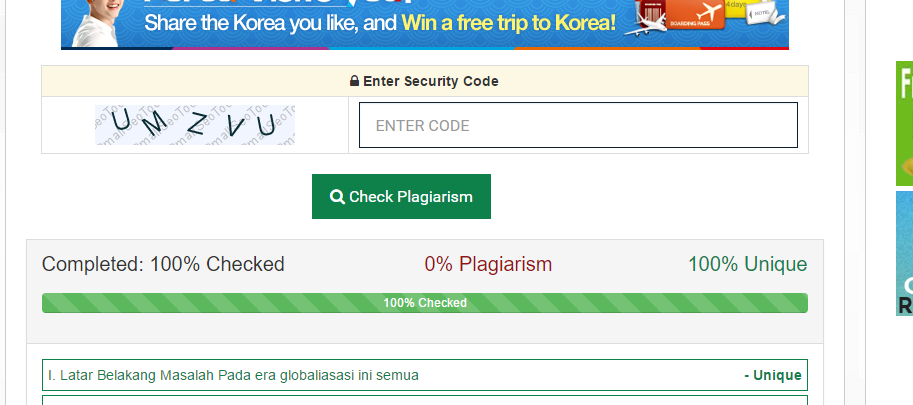 Share the Korea you like, and Win a free trip to Korea!
BOARDING PASS
4days
HOTEL
Enter Security Code
U M Z V U
ENTER CODE
Check Plagiarism
Completed: 100% Checked
0% Plagiarism
100% Unique
100% Checked
I. Latar Belakang Masalah Pada era globaliasasi ini semua
- Unique